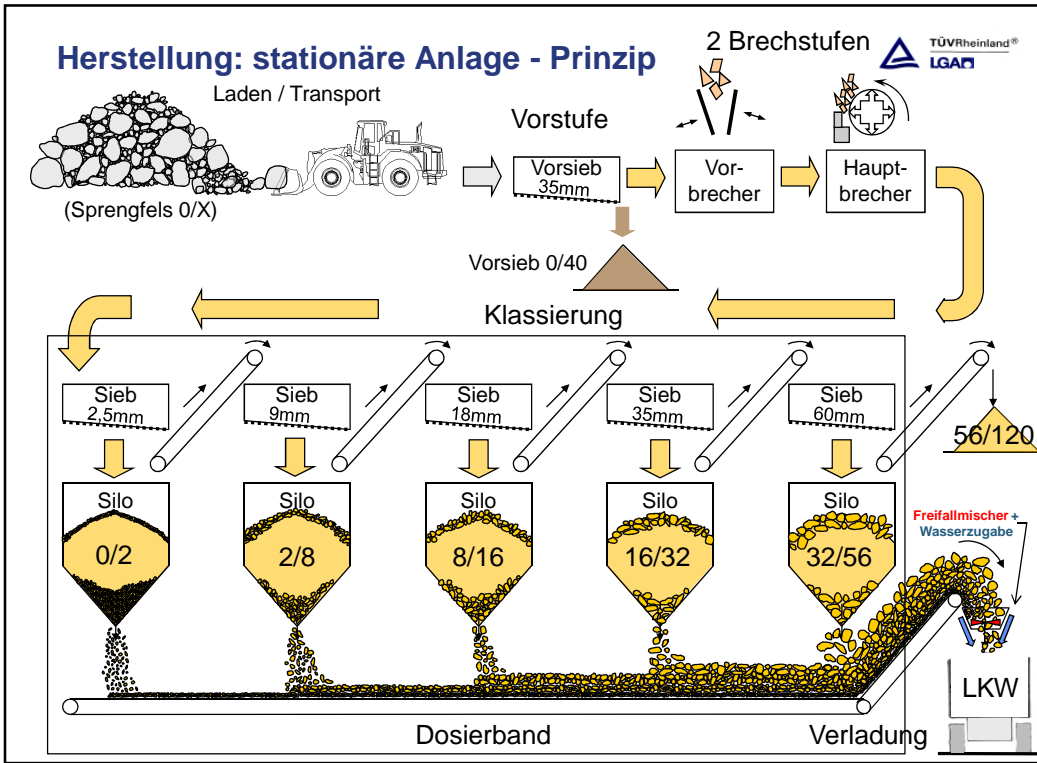 Herstellung: stationäre Anlage - Prinzip
2 Brechstufen
TÜVRheinland®
LGA
Laden / Transport
Vorstufe
Vorsieb
35mm
Vor-
brecher
Haupt-
brecher
(Sprengfels 0/X)
Vorsieb 0/40
Klassierung
Sieb
2,5mm
Sieb
9mm
Sieb
18mm
Sieb
35mm
Sieb
60mm
56/120
Silo
0/2
Silo
2/8
Silo
8/16
Silo
16/32
Silo
32/56
Freifallmischer +
Wasserzugabe
LKW
Dosierband
Verladung